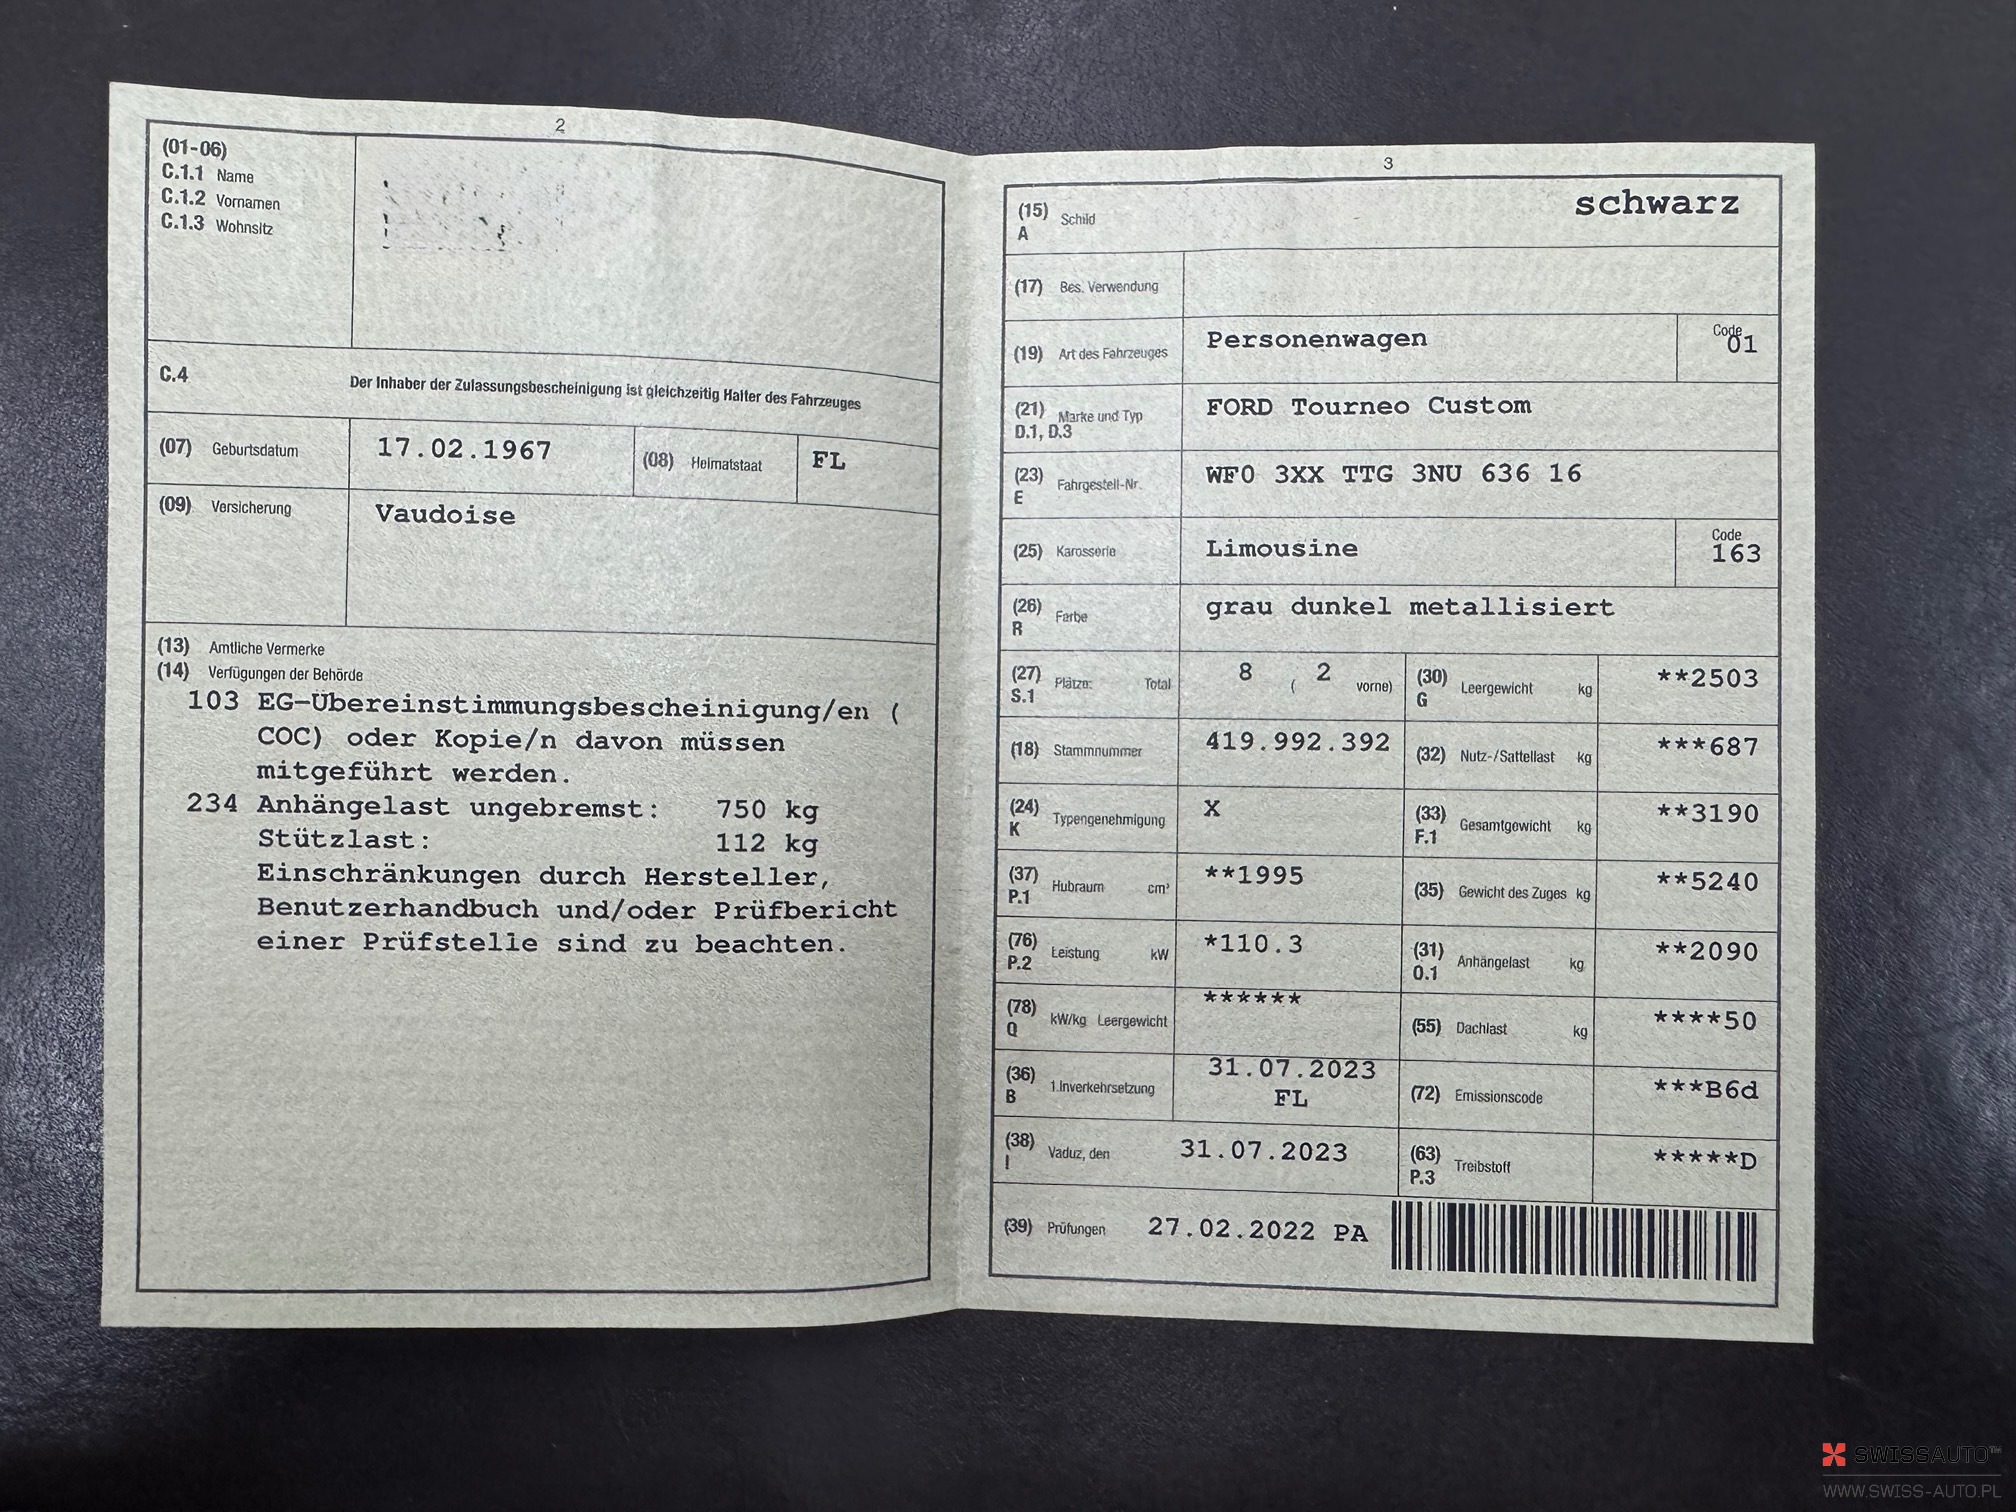 2
(01-06)
C.1.1 Name
C.1.2 Vornamen
C.1.3 Wohnsitz
C.4 Der Inhaber der Zulassungsbescheinigung ist gleichzeitig Halter des Fahrzeuges
(07) Geburtsdatum 17.02.1967 (08) Heimatstaat FL
(09) Versicherung Vaudoise
(13) Amtliche Vermerke
(14) Verfügungen der Behörde
103 EG-Übereinstimmungsbescheinigung/en (
COC) oder Kopie/n davon müssen
mitgeführt werden.
234 Anhängelast ungebremst: 750 kg
Stützlast: 112 kg
Einschränkungen durch Hersteller,
Benutzerhandbuch und/oder Prüfbericht
einer Prüfstelle sind zu beachten.
3
(15) Schild schwarz
A
(17) Bes. Verwendung
(19) Art des Fahrzeuges Personenwagen Code 01
(21) Marke und Typ FORD Tourneo Custom
D.1, D.3
(23) Fahrgestell-Nr. WF0 3XX TTG 3NU 636 16
E
(25) Karosserie Limousine Code 163
(26) Farbe grau dunkel metallisiert
R
(27) Plätze: Total 8 ( 2 vorne) (30) Leergewicht kg **2503
S.1 G
(18) Stammnummer 419.992.392 (32) Nutz-/Sattellast kg ***687
(24) Typengenehmigung X (33) Gesamtgewicht kg **3190
K F.1
(37) Hubraum cm³ **1995 (35) Gewicht des Zuges kg **5240
P.1
(76) Leistung kW *110.3 (31) Anhängelast kg **2090
P.2 O.1
(78) kW/kg Leergewicht ****** (55) Dachlast kg ****50
Q
(36) 1.Inverkehrsetzung 31.07.2023 (72) Emissionscode ***B6d
B FL
(38) Vaduz, den 31.07.2023 (63) Treibstoff *****D
I P.3
(39) Prüfungen 27.02.2022 PA
SWISSAUTO™
WWW.SWISS-AUTO.PL